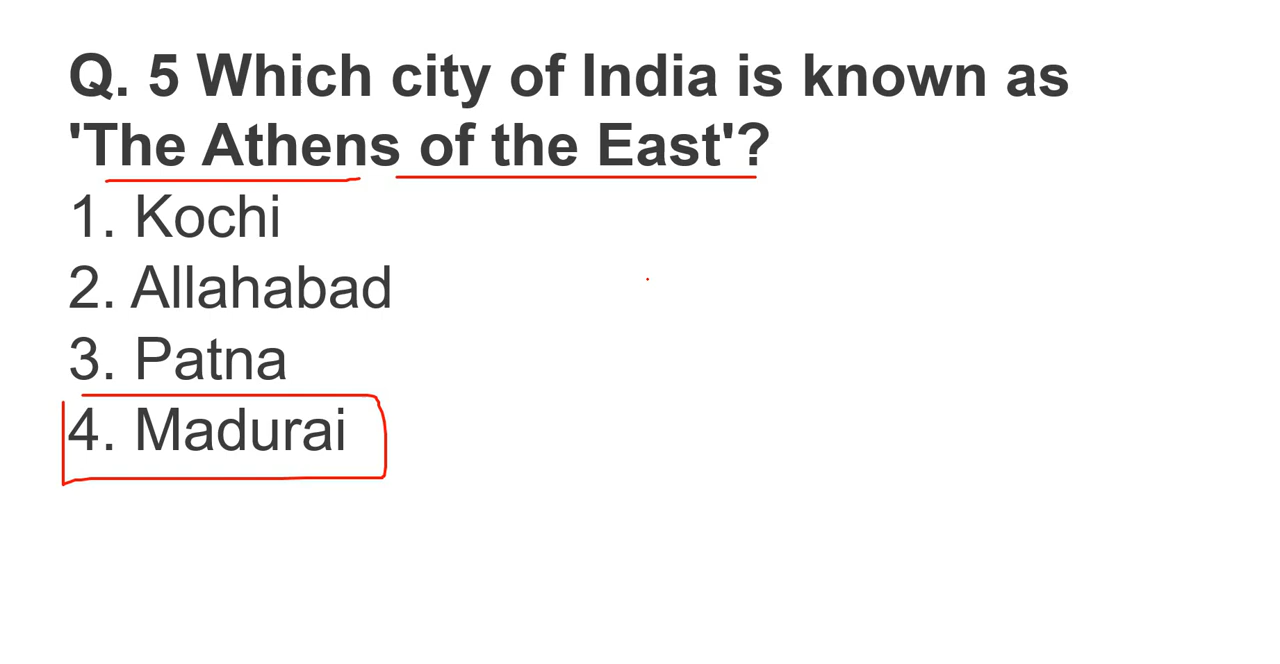 Q. 5 Which city of India is known as
'The Athens of the East'?
1. Kochi
2. Allahabad
3. Patna
4. Madurai